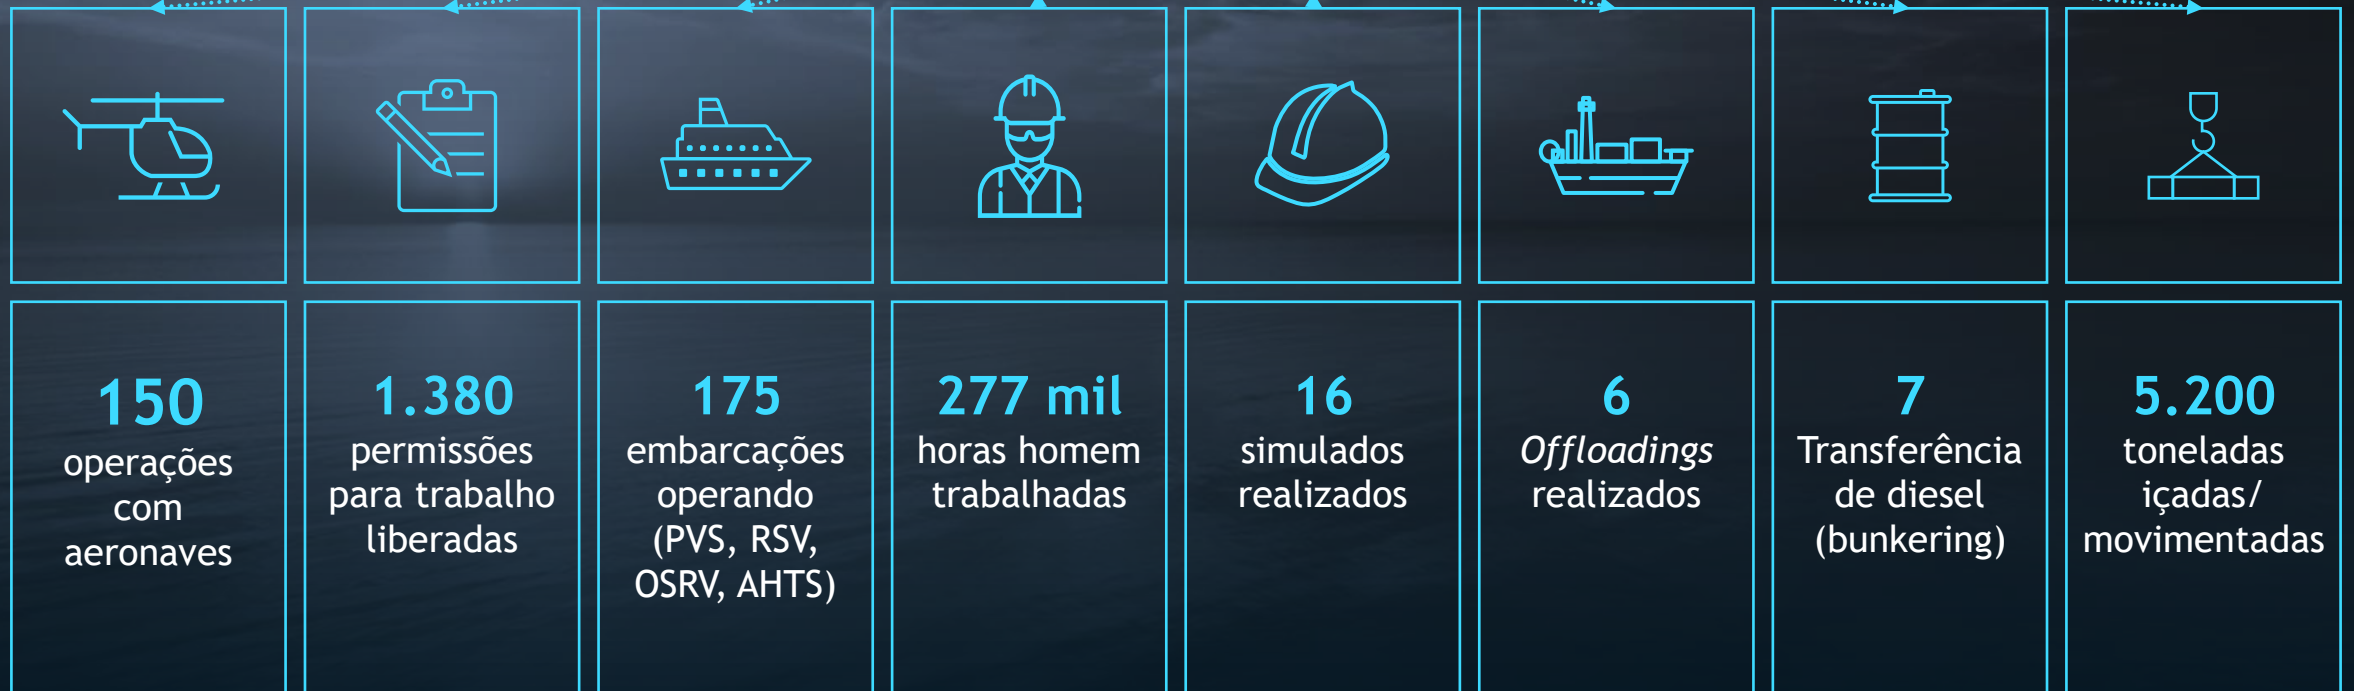 150
operações
com
aeronaves
1.380
permissões
para trabalho
liberadas
175
embarcações
operando
(PVS, RSV,
OSRV, AHTS)
277 mil
horas homem
trabalhadas
16
simulados
realizados
6
Offloadings
realizados
7
Transferência
de diesel
(bunkering)
5.200
toneladas
içadas/
movimentadas